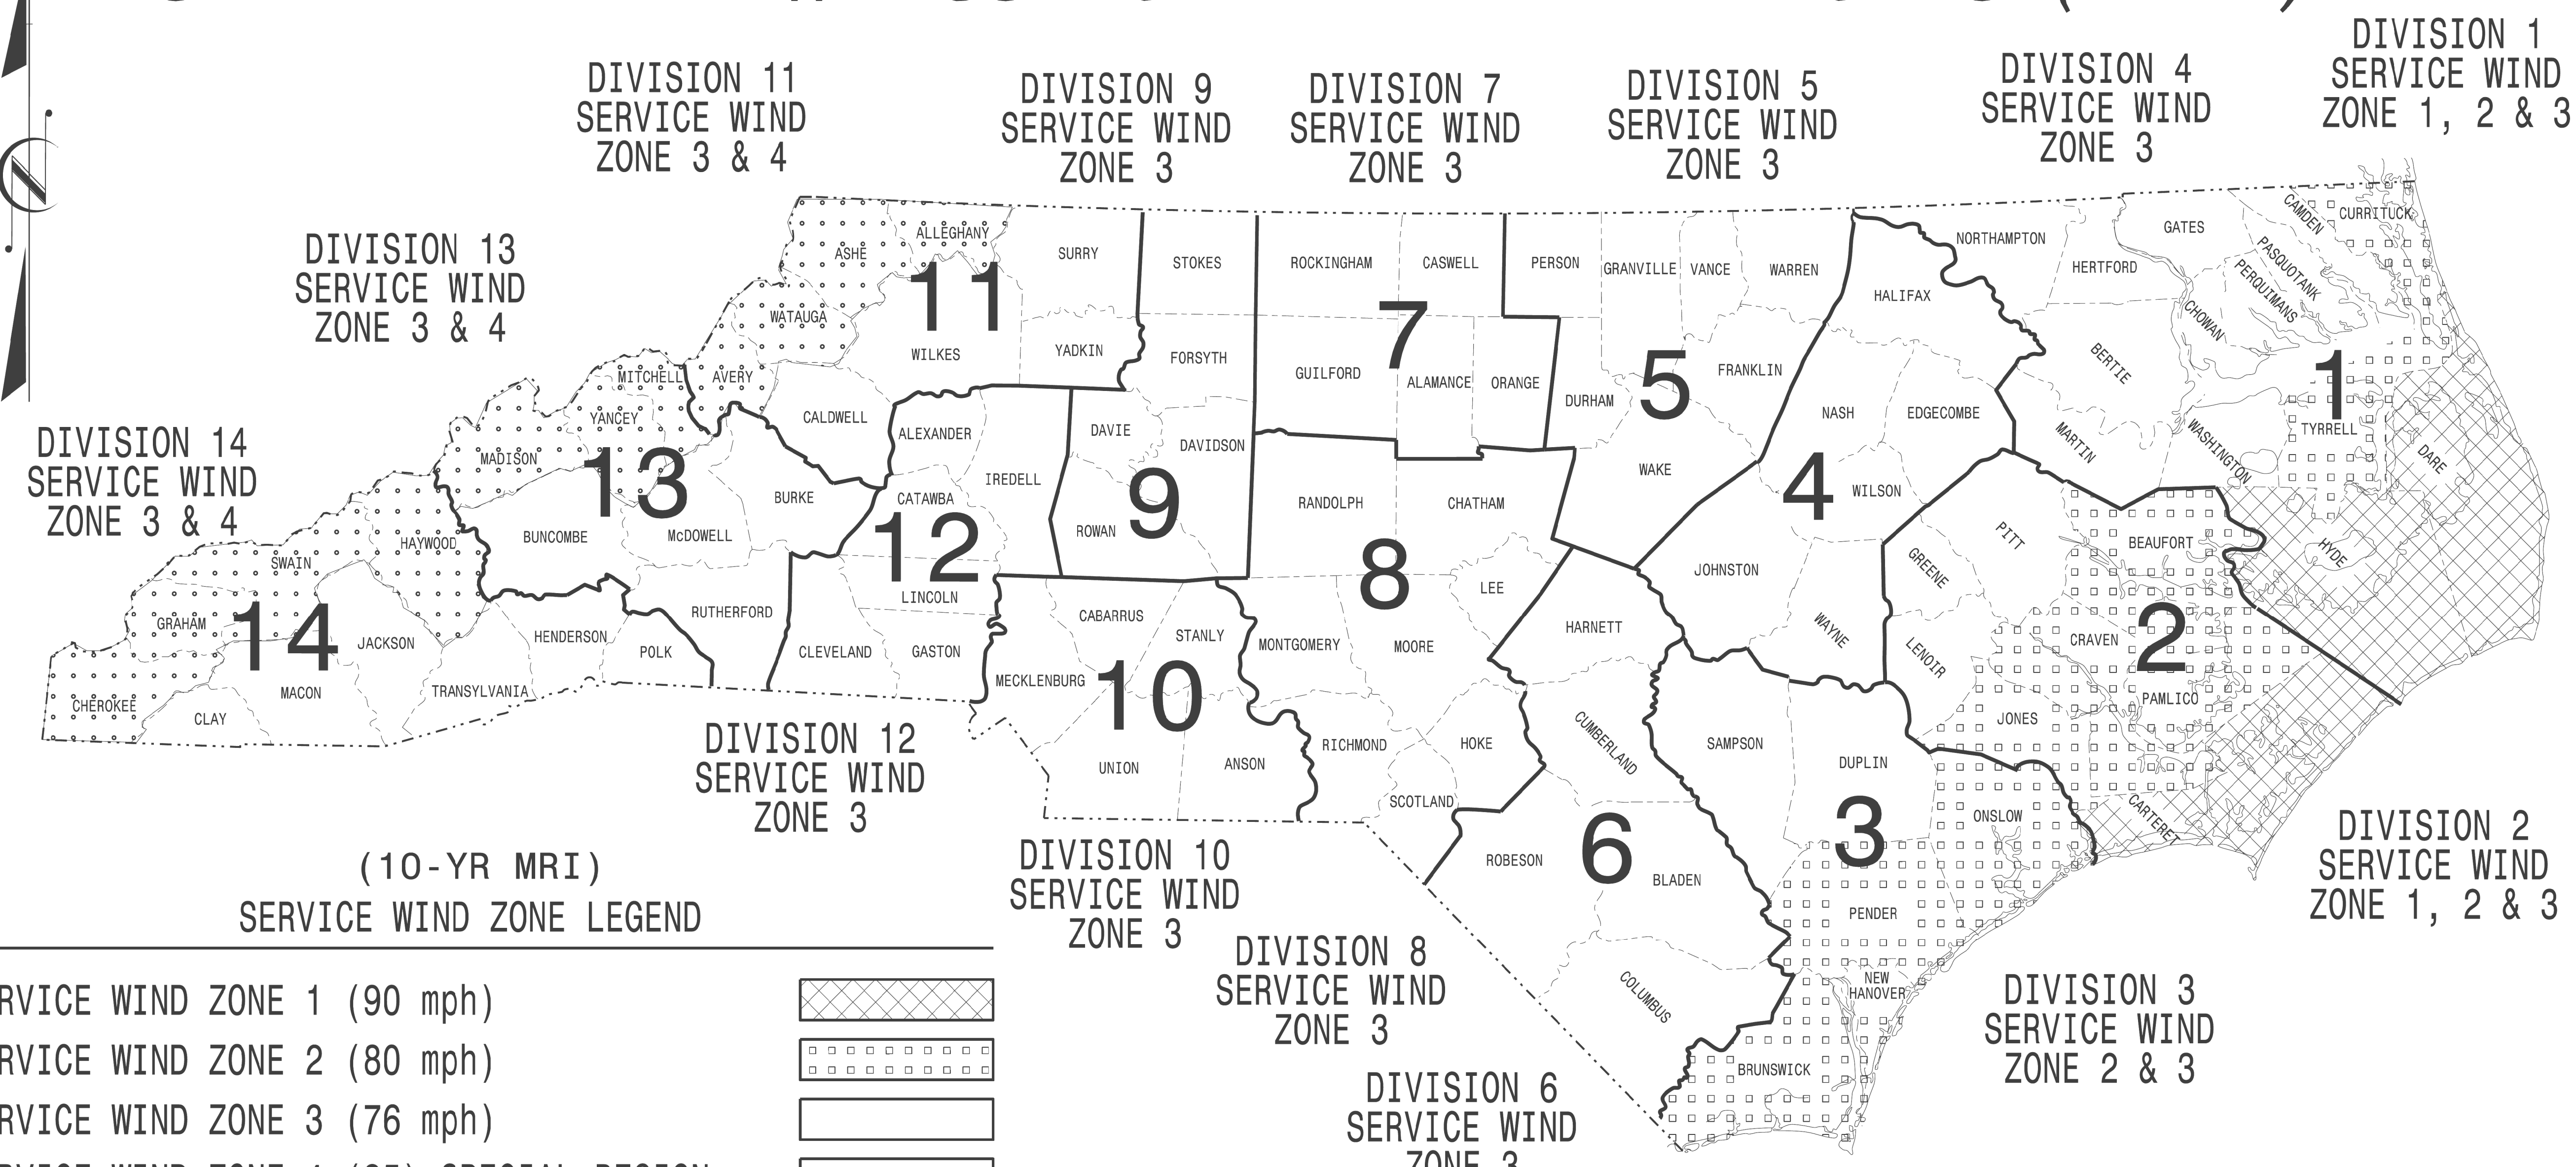 DIVISION 1
SERVICE WIND
ZONE 1, 2 & 3
DIVISION 4
SERVICE WIND
ZONE 3
DIVISION 5
SERVICE WIND
ZONE 3
DIVISION 7
SERVICE WIND
ZONE 3
DIVISION 9
SERVICE WIND
ZONE 3
DIVISION 11
SERVICE WIND
ZONE 3 & 4
DIVISION 13
SERVICE WIND
ZONE 3 & 4
DIVISION 14
SERVICE WIND
ZONE 3 & 4
N
ALLEGHANY
ASHE
SURRY
11
WATAUGA
WILKES
YADKIN
AVERY
CALDWELL
STOKES
FORSYTH
DAVIE
DAVIDSON
9
ROWAN
ROCKINGHAM
CASWELL
7
GUILFORD
ALAMANCE
ORANGE
PERSON
GRANVILLE
VANCE
WARREN
5
FRANKLIN
DURHAM
WAKE
HALIFAX
NASH
EDGECOMBE
4
WILSON
JOHNSTON
WAYNE
NORTHAMPTON
HERTFORD
GATES
CAMDEN
CURRITUCK
PASQUOTANK
PERQUIMANS
CHOWAN
BERTIE
1
MARTIN
WASHINGTON
TYRRELL
DARE
HYDE
MITCHELL
YANCEY
MADISON
13
BURKE
BUNCOMBE
McDOWELL
RUTHERFORD
ALEXANDER
IREDELL
CATAWBA
12
LINCOLN
CLEVELAND
GASTON
HAYWOOD
SWAIN
GRAHAM
14
JACKSON
HENDERSON
POLK
MACON
TRANSYLVANIA
CHEROKEE
CLAY
CABARRUS
STANLY
MECKLENBURG
10
UNION
ANSON
RANDOLPH
CHATHAM
8
LEE
MONTGOMERY
MOORE
RICHMOND
HOKE
SCOTLAND
HARNETT
CUMBERLAND
6
ROBESON
BLADEN
COLUMBUS
SAMPSON
DUPLIN
3
ONSLOW
PENDER
NEW
HANOVER
BRUNSWICK
PITT
BEAUFORT
GREENE
2
CRAVEN
LENOIR
PAMLICO
JONES
CARTERET
DIVISION 12
SERVICE WIND
ZONE 3
DIVISION 10
SERVICE WIND
ZONE 3
DIVISION 8
SERVICE WIND
ZONE 3
DIVISION 6
SERVICE WIND
ZONE 3
DIVISION 3
SERVICE WIND
ZONE 2 & 3
DIVISION 2
SERVICE WIND
ZONE 1, 2 & 3
(10-YR MRI)
SERVICE WIND ZONE LEGEND
RVICE WIND ZONE 1 (90 mph)
RVICE WIND ZONE 2 (80 mph)
RVICE WIND ZONE 3 (76 mph)